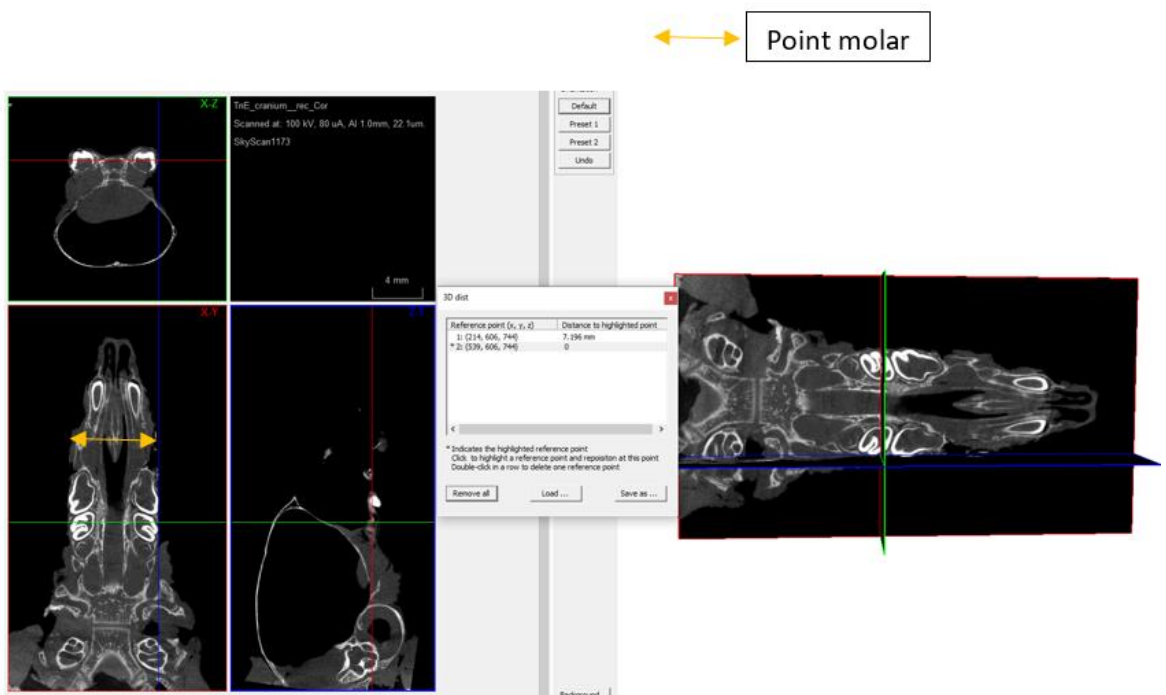 Point molar
X-Z
TnE_cranium__rec_Cor
Scanned at: 100 kV, 80 uA, Al 1.0mm, 22.1um.
SkyScan1173
4 mm
Default
Preset 1
Preset 2
Undo
X-Y
3D dist
x
Reference point (x, y, z) Distance to highlighted point
1: (214, 606, 744) 7.196 mm
* 2: (539, 606, 744) 0
* Indicates the highlighted reference point
Click to highlight a reference point and repositon at this point
Double-click in a row to delete one reference point
Remove all Load ... Save as ...